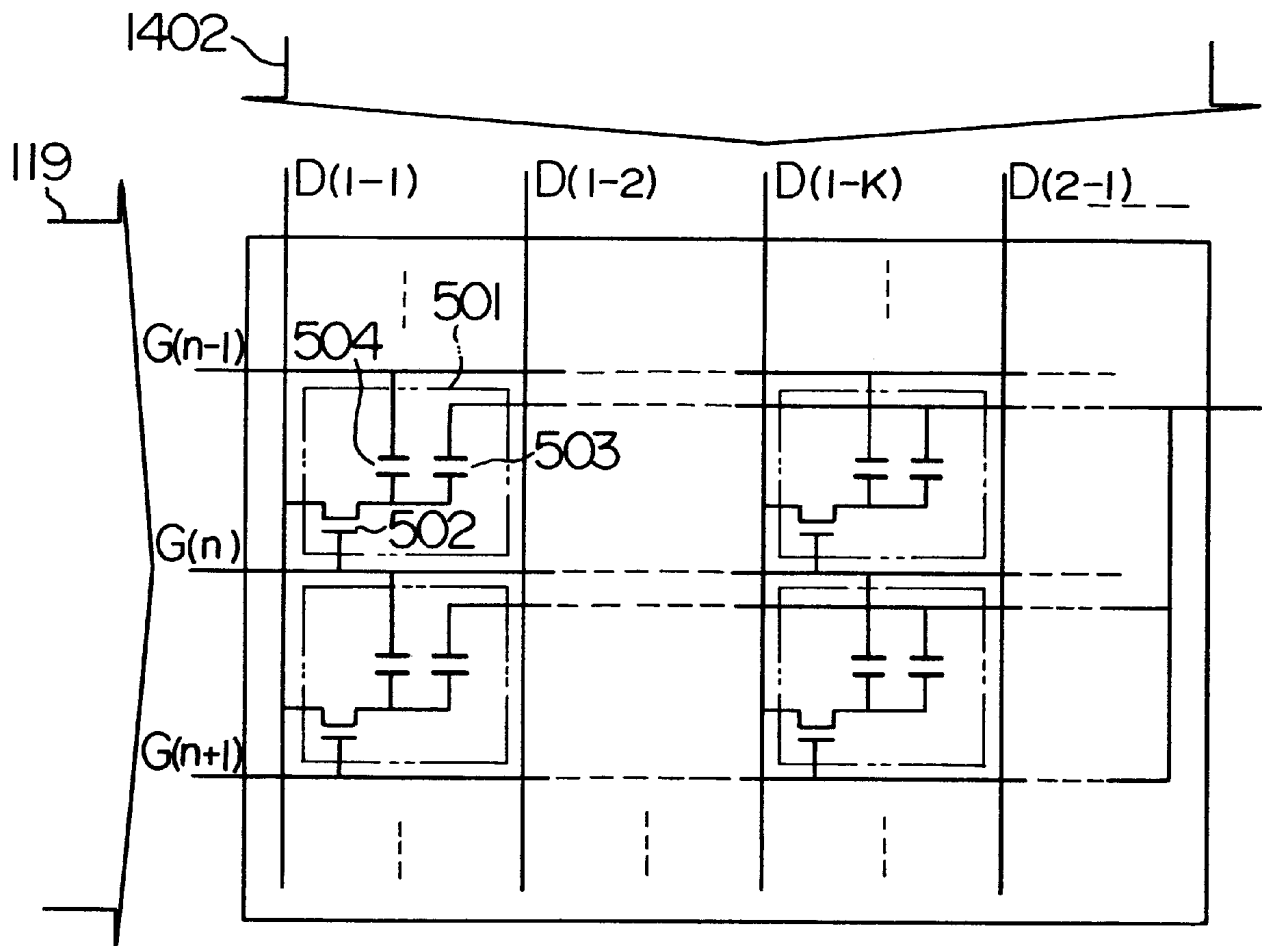 1402
119
D(1-1) D(1-2) D(1-K) D(2-1)
501
G(n-1) 504
503
502
G(n)
G(n+1)